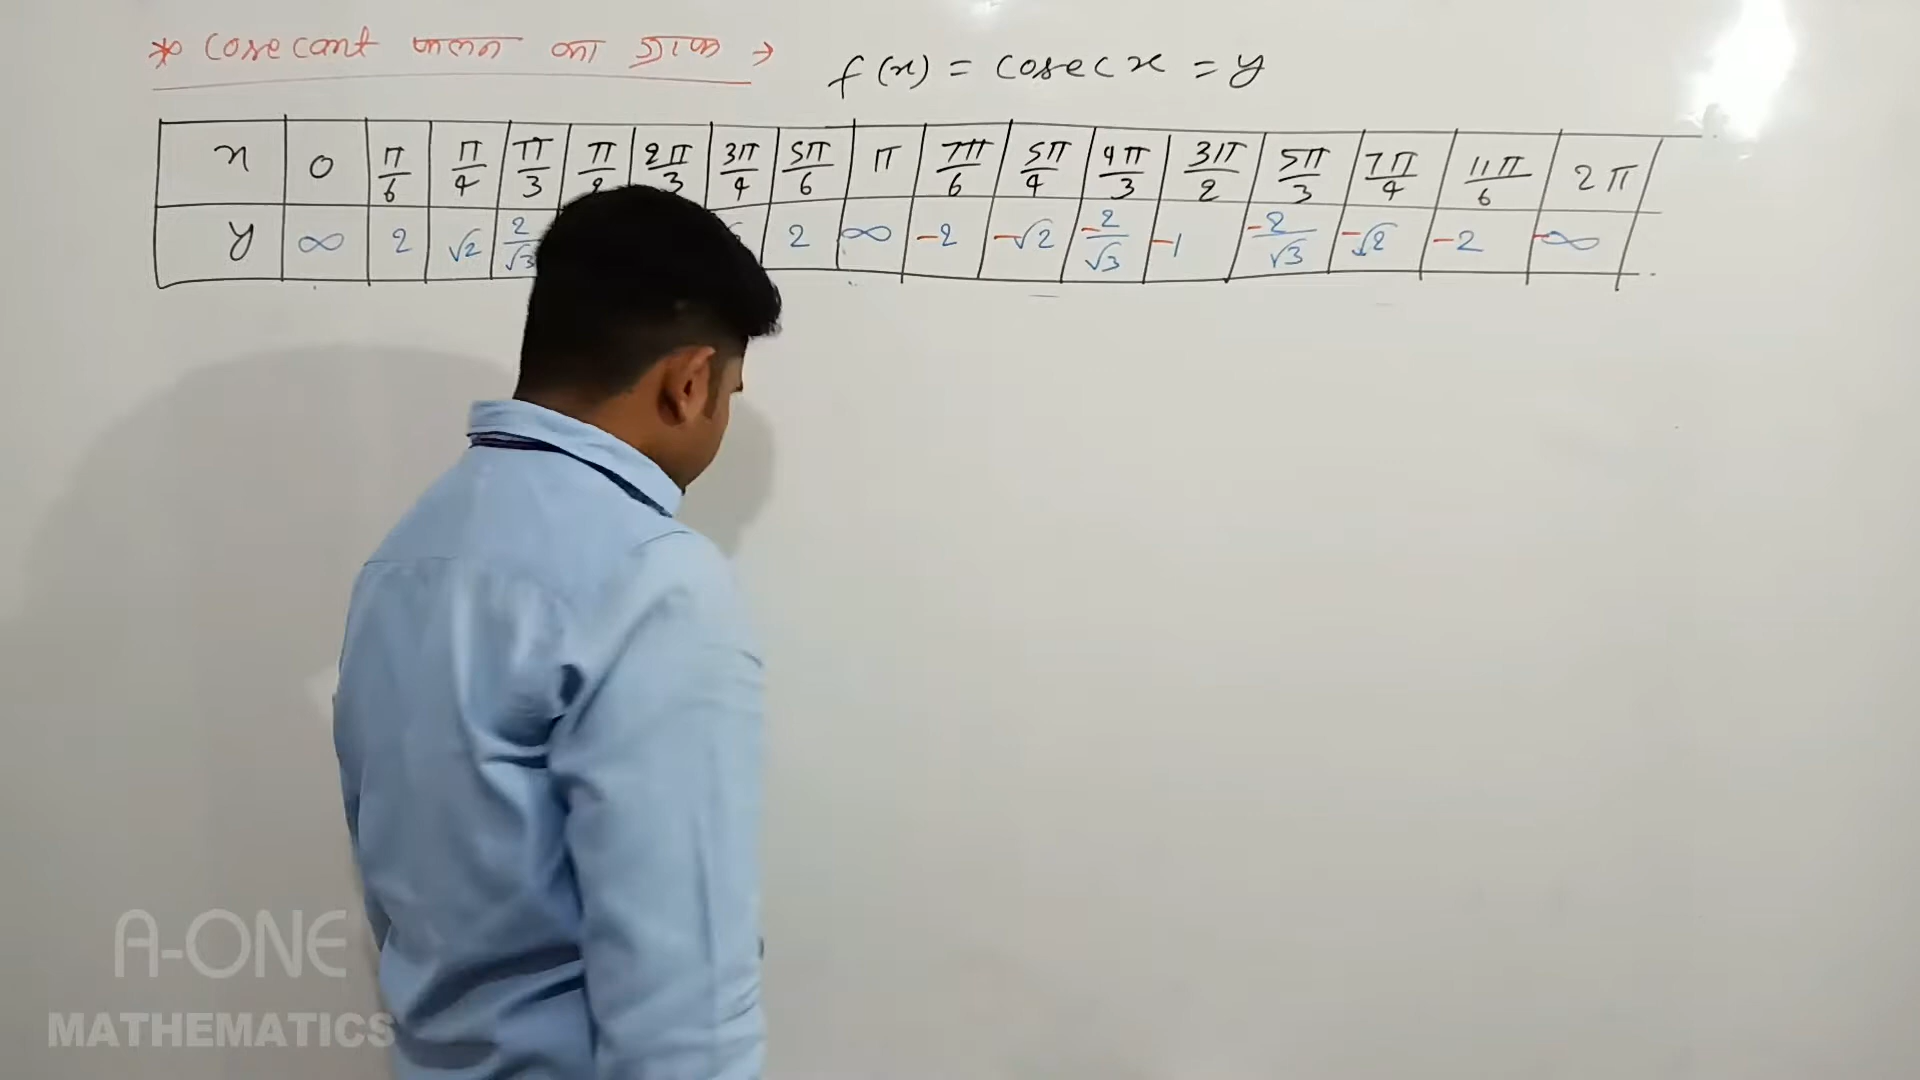 * Cosecant फलन का ग्राफ → f(x) = cosec x = y
x 0 π/6 π/4 π/3 π/2 2π/3 3π/4 5π/6 π 7π/6 5π/4 4π/3 3π/2 5π/3 7π/4 11π/6 2π
y ∞ 2 √2 2/√3 2 ∞ -2 -√2 -2/√3 -1 -2/√3 -√2 -2 -∞
A-ONE
MATHEMATICS